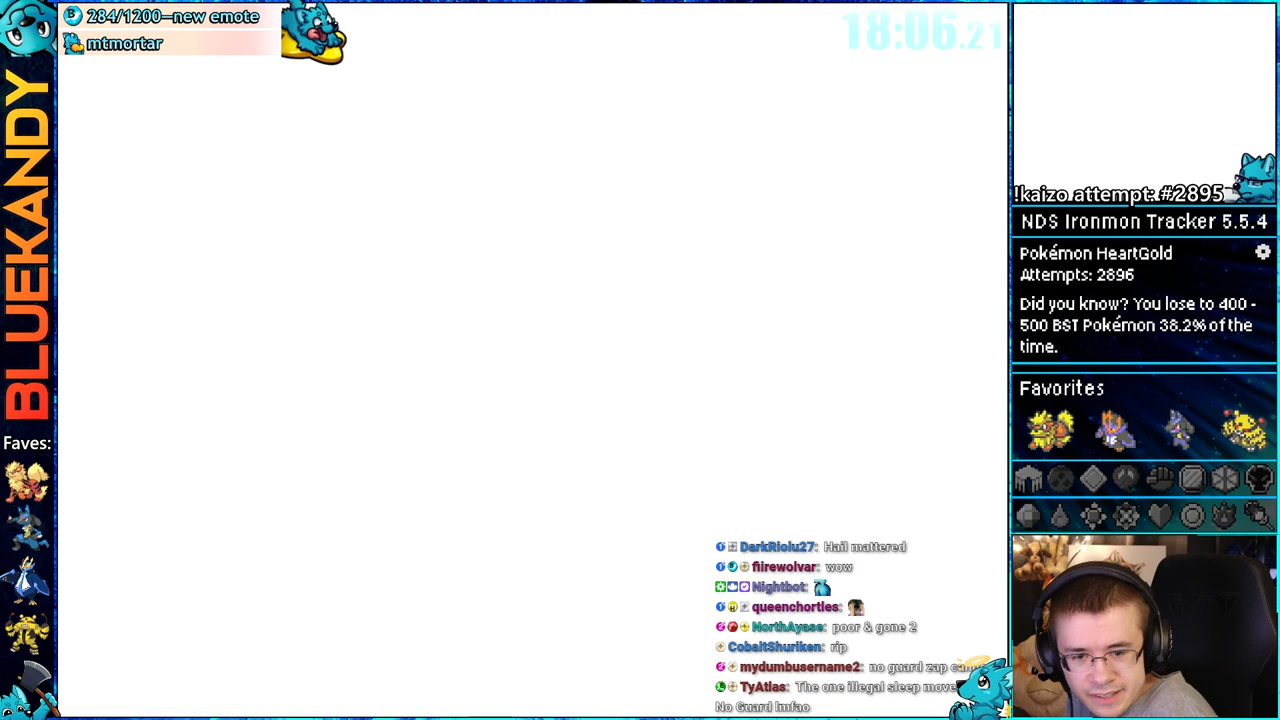 284/1200—new emote
mtmortar
18:06.21
BLUEKANDY
Faves:
!kaizo attempt: #2895
NDS Ironmon Tracker 5.5.4
Pokémon HeartGold
Attempts: 2896
Did you know? You lose to 400 -
500 BST Pokémon 38.2% of the
time.
Favorites
DarkRiolu27: Hail mattered
fiirewolvar: wow
Nightbot:
queenchortles:
NorthAyase: poor & gone 2
CobaltShuriken: rip
mydumbusername2: no guard zap
TyAtlas: The one illegal sleep move
No Guard lmfao